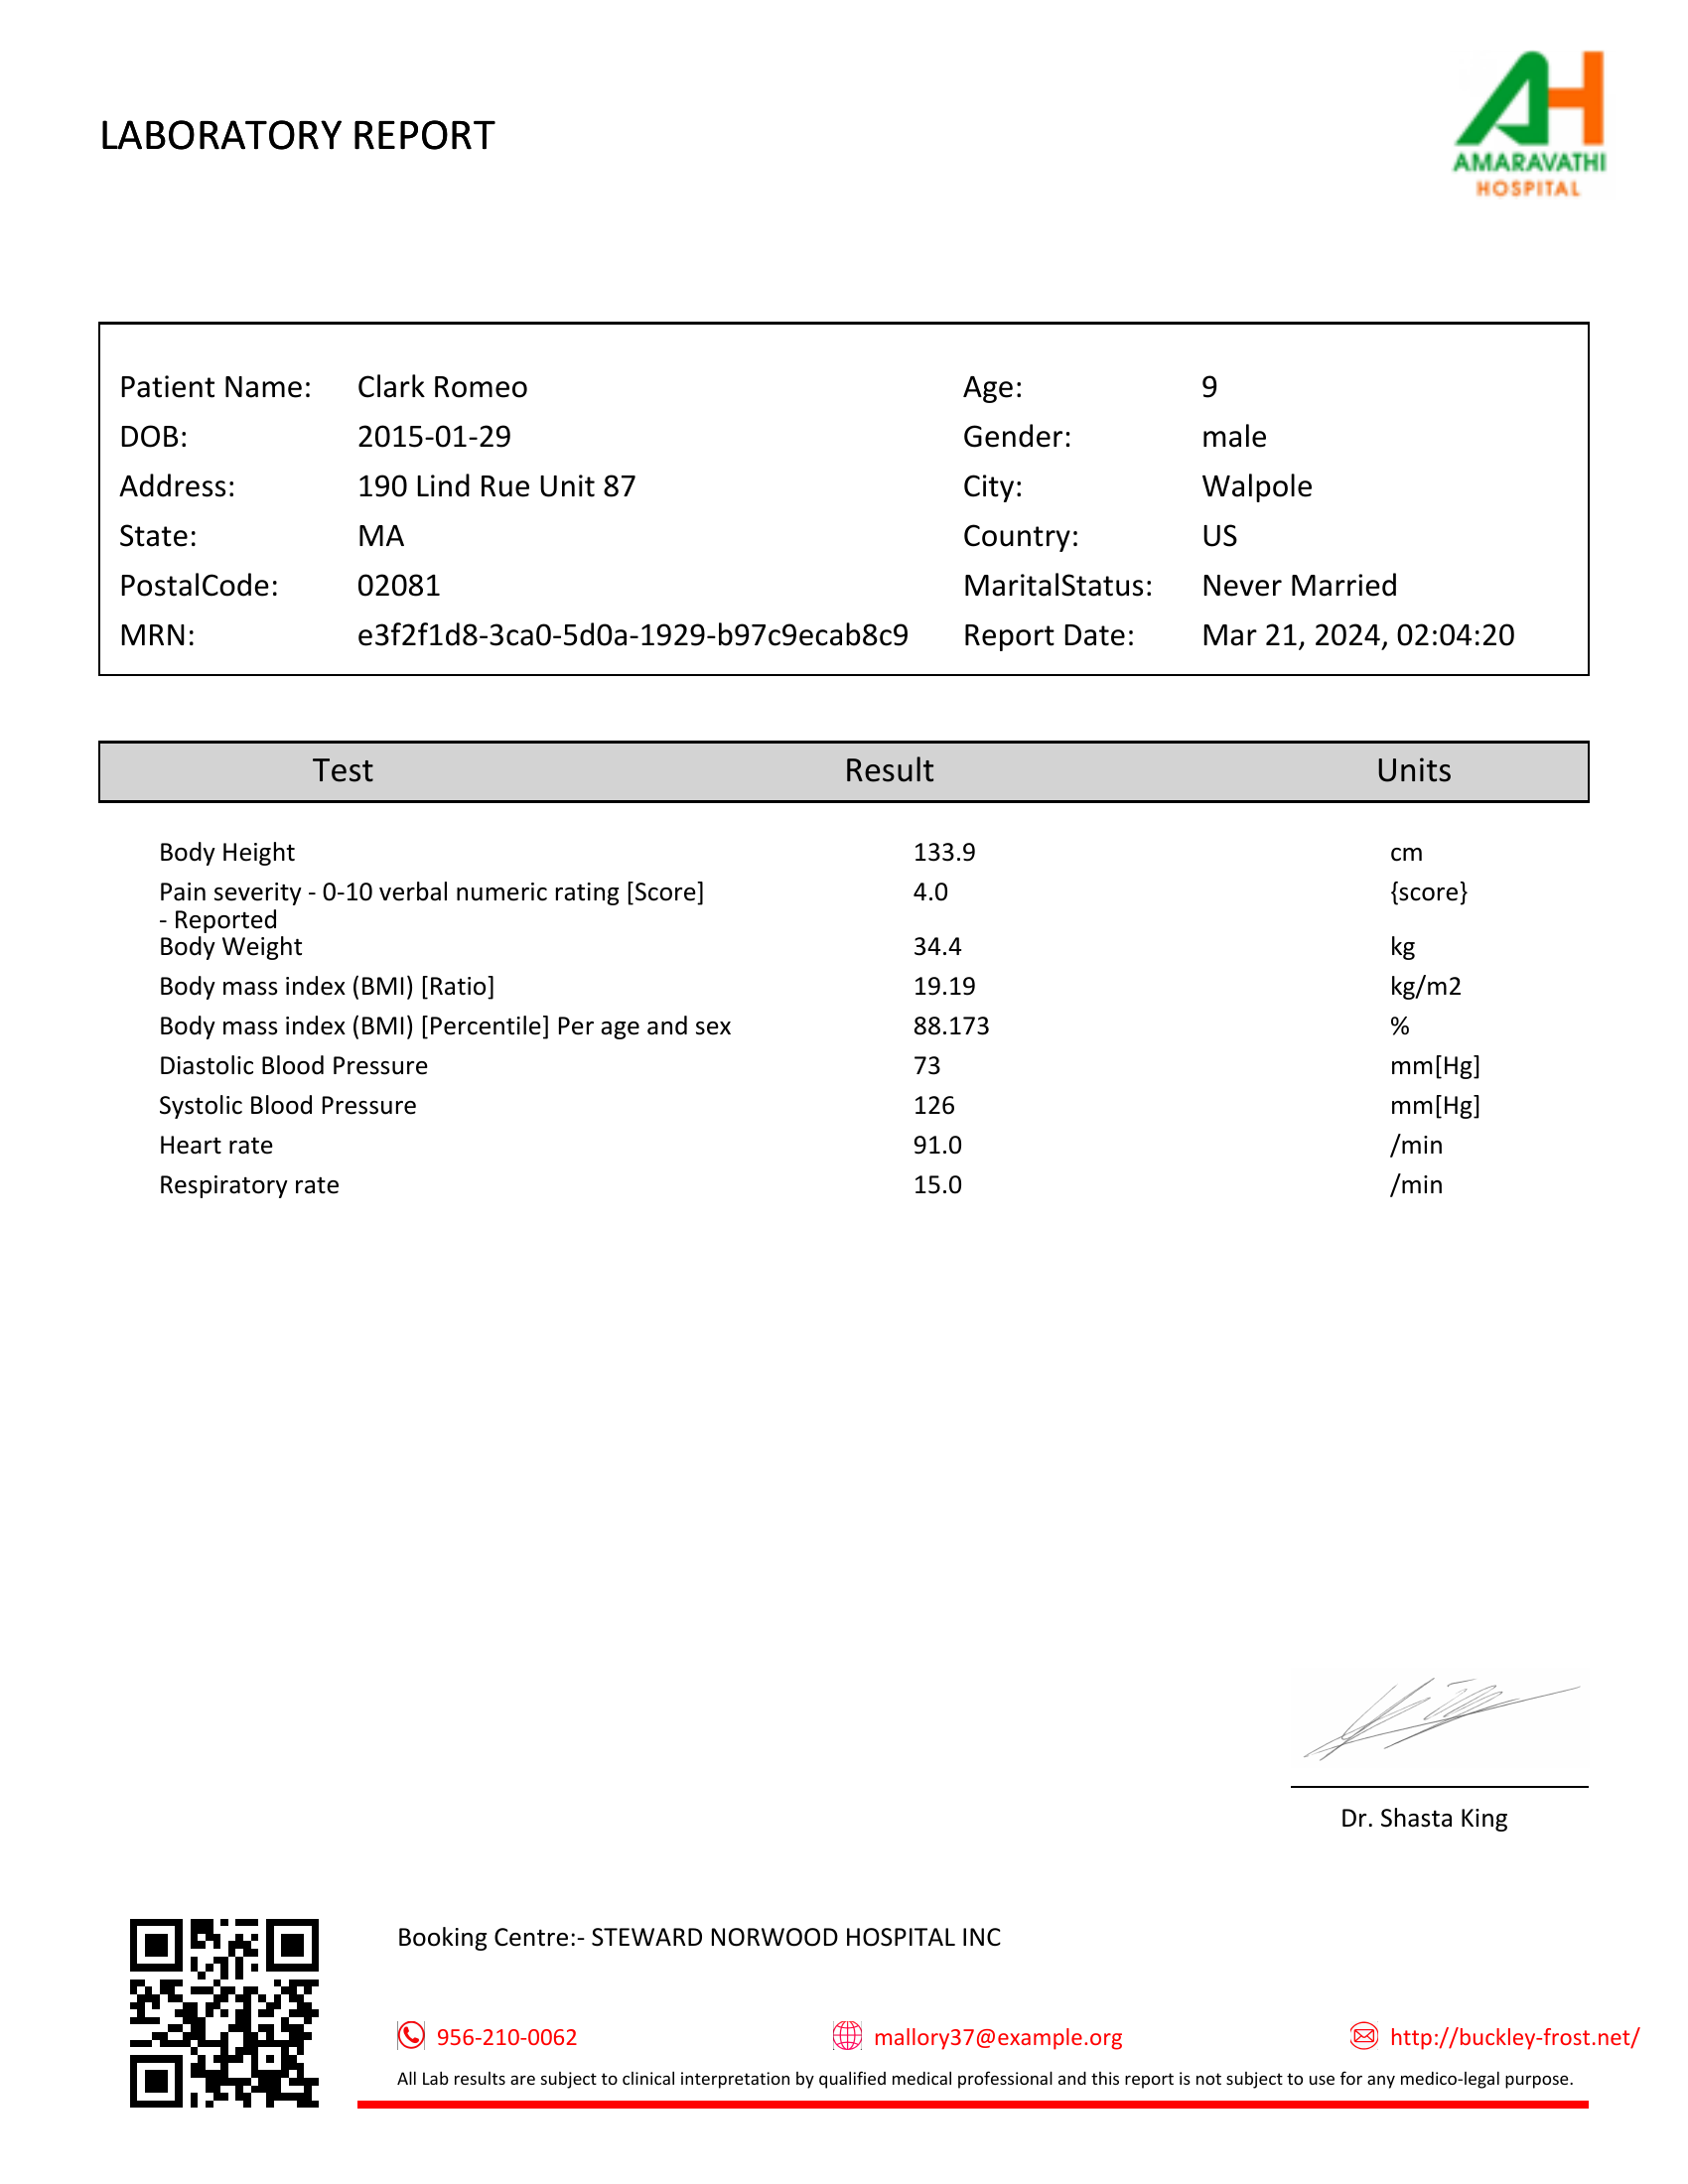 AMARAVATHI
HOSPITAL
LABORATORY REPORT
Patient Name: Clark Romeo Age: 9
DOB: 2015-01-29 Gender: male
Address: 190 Lind Rue Unit 87 City: Walpole
State: MA Country: US
PostalCode: 02081 MaritalStatus: Never Married
MRN: e3f2f1d8-3ca0-5d0a-1929-b97c9ecab8c9 Report Date: Mar 21, 2024, 02:04:20
Test Result Units
Body Height 133.9 cm
Pain severity - 0-10 verbal numeric rating [Score] 4.0 {score}
- Reported
Body Weight 34.4 kg
Body mass index (BMI) [Ratio] 19.19 kg/m2
Body mass index (BMI) [Percentile] Per age and sex 88.173 %
Diastolic Blood Pressure 73 mm[Hg]
Systolic Blood Pressure 126 mm[Hg]
Heart rate 91.0 /min
Respiratory rate 15.0 /min
Dr. Shasta King
Booking Centre:- STEWARD NORWOOD HOSPITAL INC
956-210-0062 mallory37@example.org http://buckley-frost.net/
All Lab results are subject to clinical interpretation by qualified medical professional and this report is not subject to use for any medico-legal purpose.